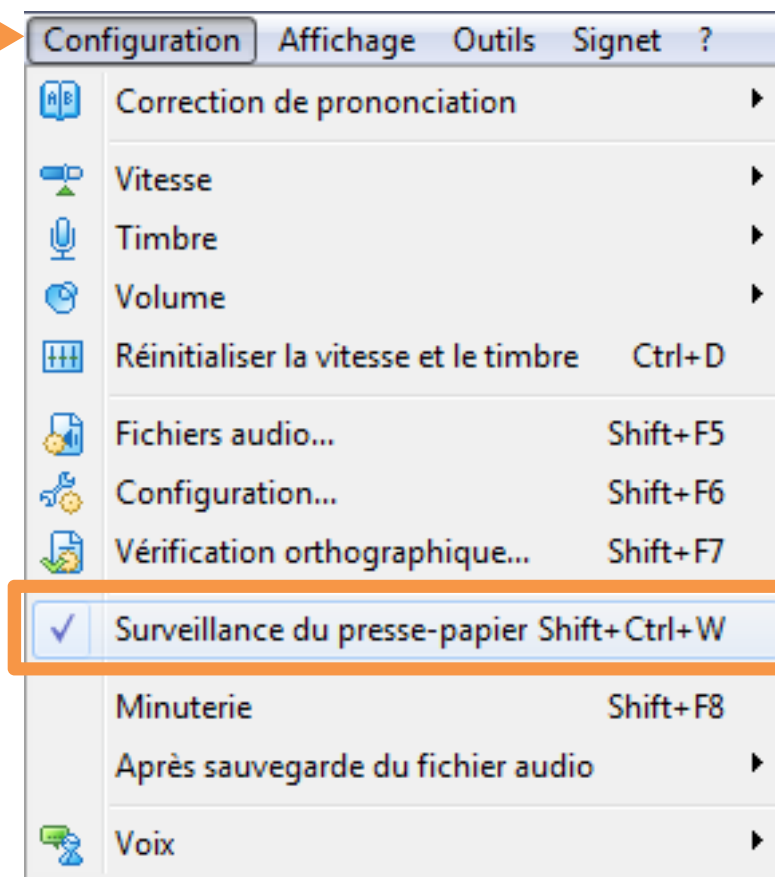 Configuration Affichage Outils Signet ?
Correction de prononciation
Vitesse
Timbre
Volume
Réinitialiser la vitesse et le timbre Ctrl+D
Fichiers audio... Shift+F5
Configuration... Shift+F6
Vérification orthographique... Shift+F7
Surveillance du presse-papier Shift+Ctrl+W
Minuterie Shift+F8
Après sauvegarde du fichier audio
Voix